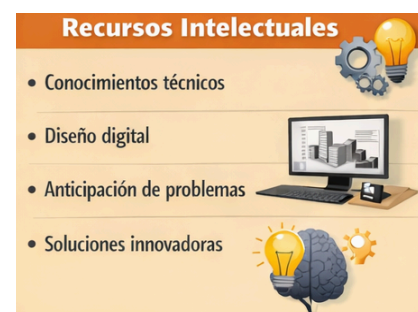 Recursos Intelectuales
• Conocimientos técnicos
• Diseño digital
• Anticipación de problemas
• Soluciones innovadoras